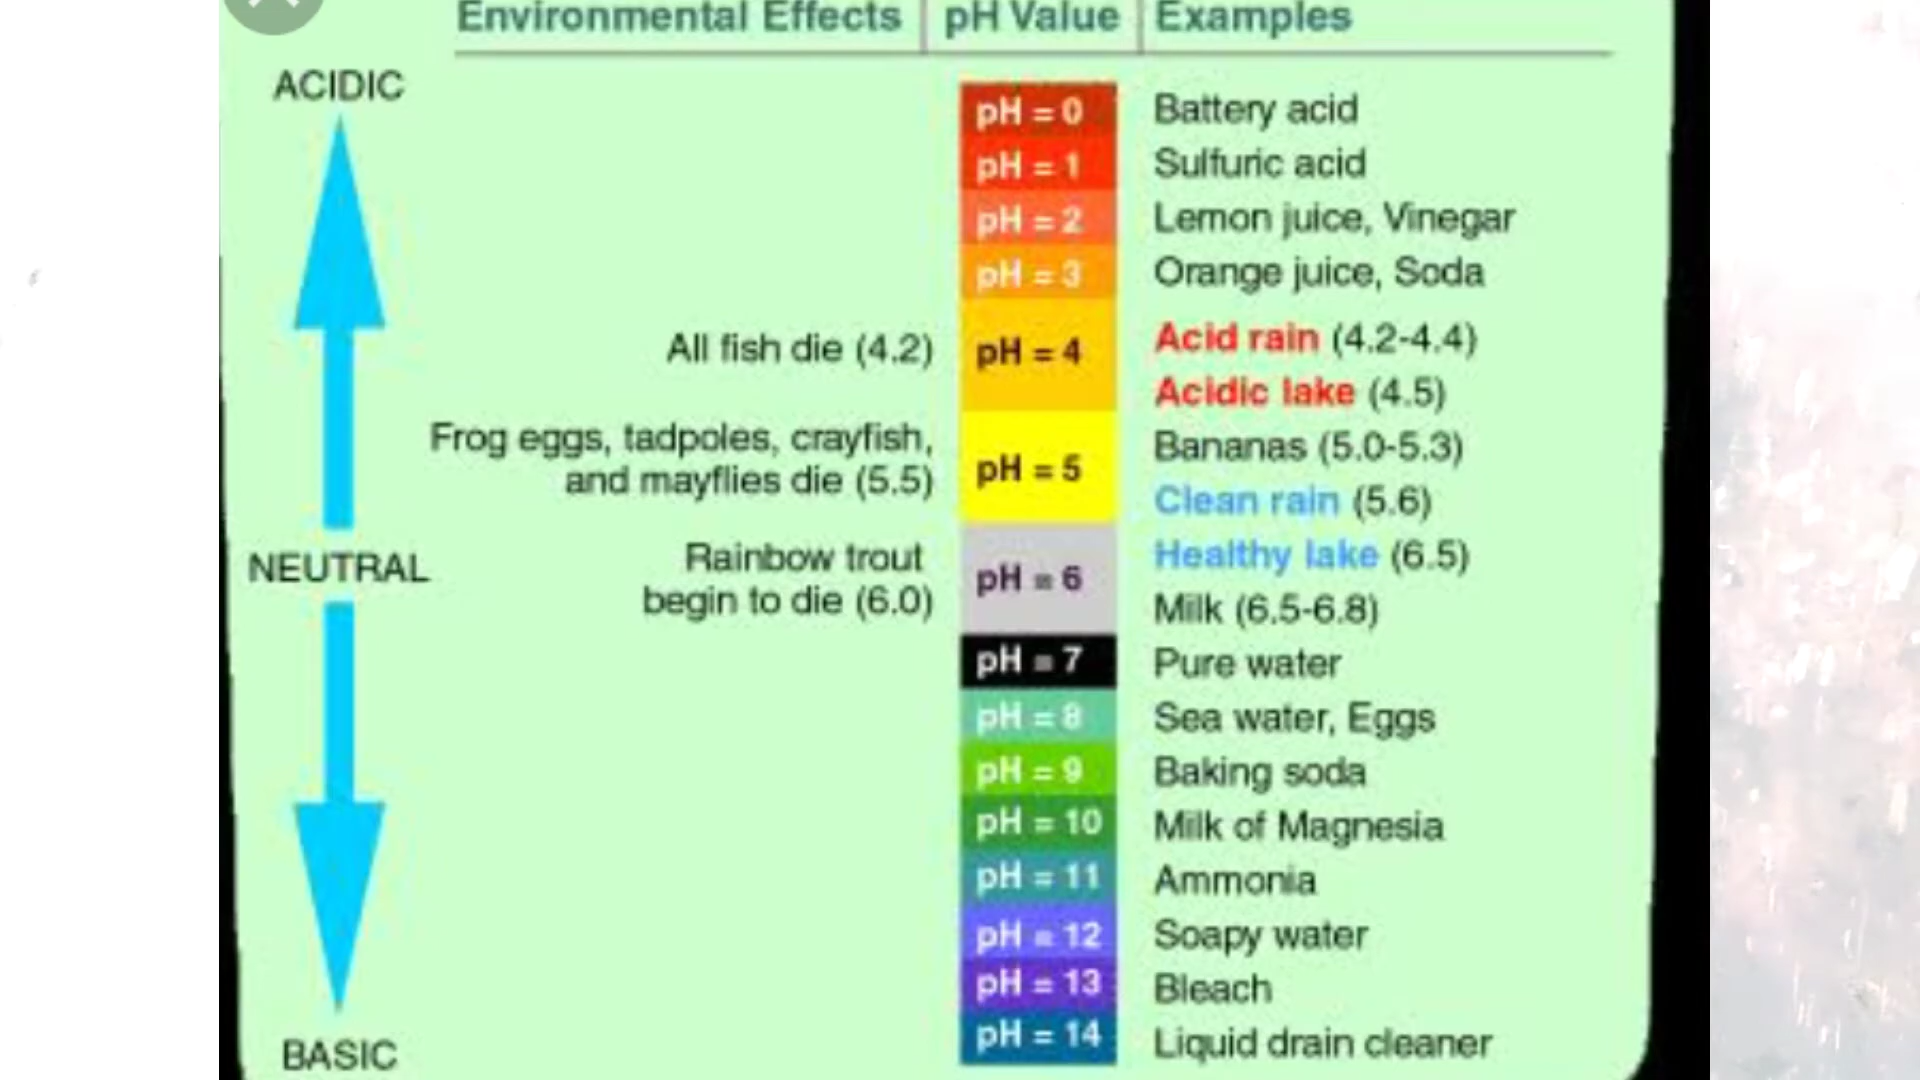 Environmental Effects pH Value Examples
ACIDIC
pH = 0 Battery acid
pH = 1 Sulfuric acid
pH = 2 Lemon juice, Vinegar
pH = 3 Orange juice, Soda
All fish die (4.2) pH = 4 Acid rain (4.2-4.4)
Acidic lake (4.5)
Frog eggs, tadpoles, crayfish, Bananas (5.0-5.3)
and mayflies die (5.5) pH = 5 Clean rain (5.6)
NEUTRAL
Rainbow trout Healthy lake (6.5)
begin to die (6.0) pH = 6 Milk (6.5-6.8)
pH = 7 Pure water
pH = 8 Sea water, Eggs
pH = 9 Baking soda
pH = 10 Milk of Magnesia
pH = 11 Ammonia
pH = 12 Soapy water
pH = 13 Bleach
pH = 14 Liquid drain cleaner
BASIC